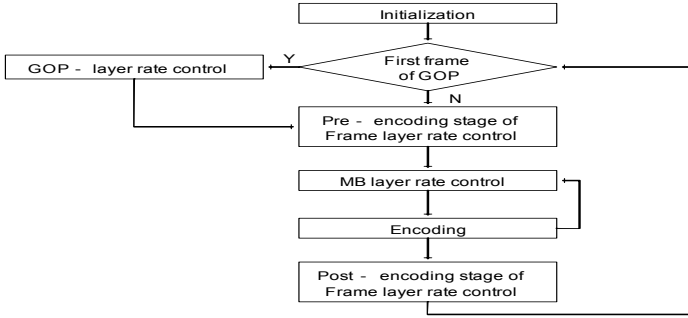 Initialization
First frame
of GOP
Y
GOP - layer rate control
N
Pre - encoding stage of
Frame layer rate control
MB layer rate control
Encoding
Post - encoding stage of
Frame layer rate control